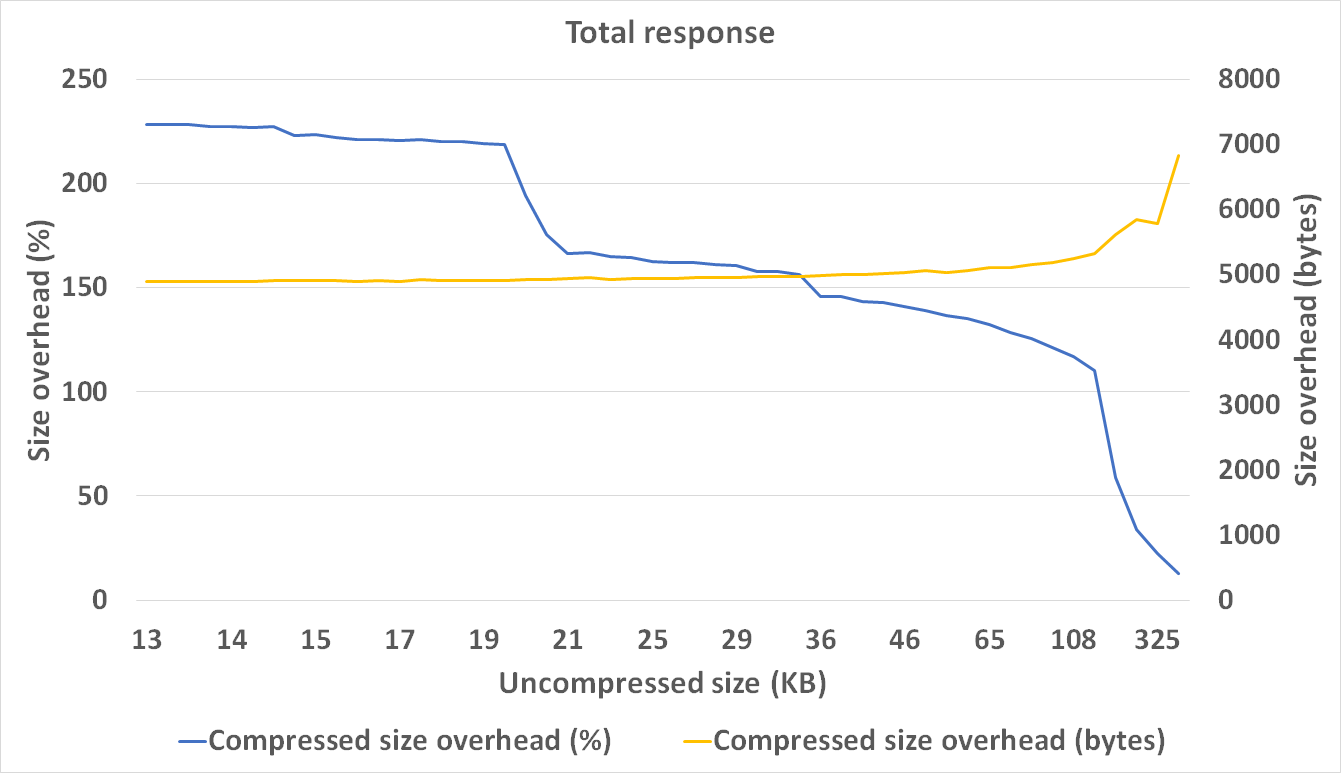 Total response
250
200
150
100
50
0
Size overhead (%)
8000
7000
6000
5000
4000
3000
2000
1000
0
Size overhead (bytes)
13 14 15 17 19 21 25 29 36 46 65 108 325
Uncompressed size (KB)
Compressed size overhead (%) Compressed size overhead (bytes)